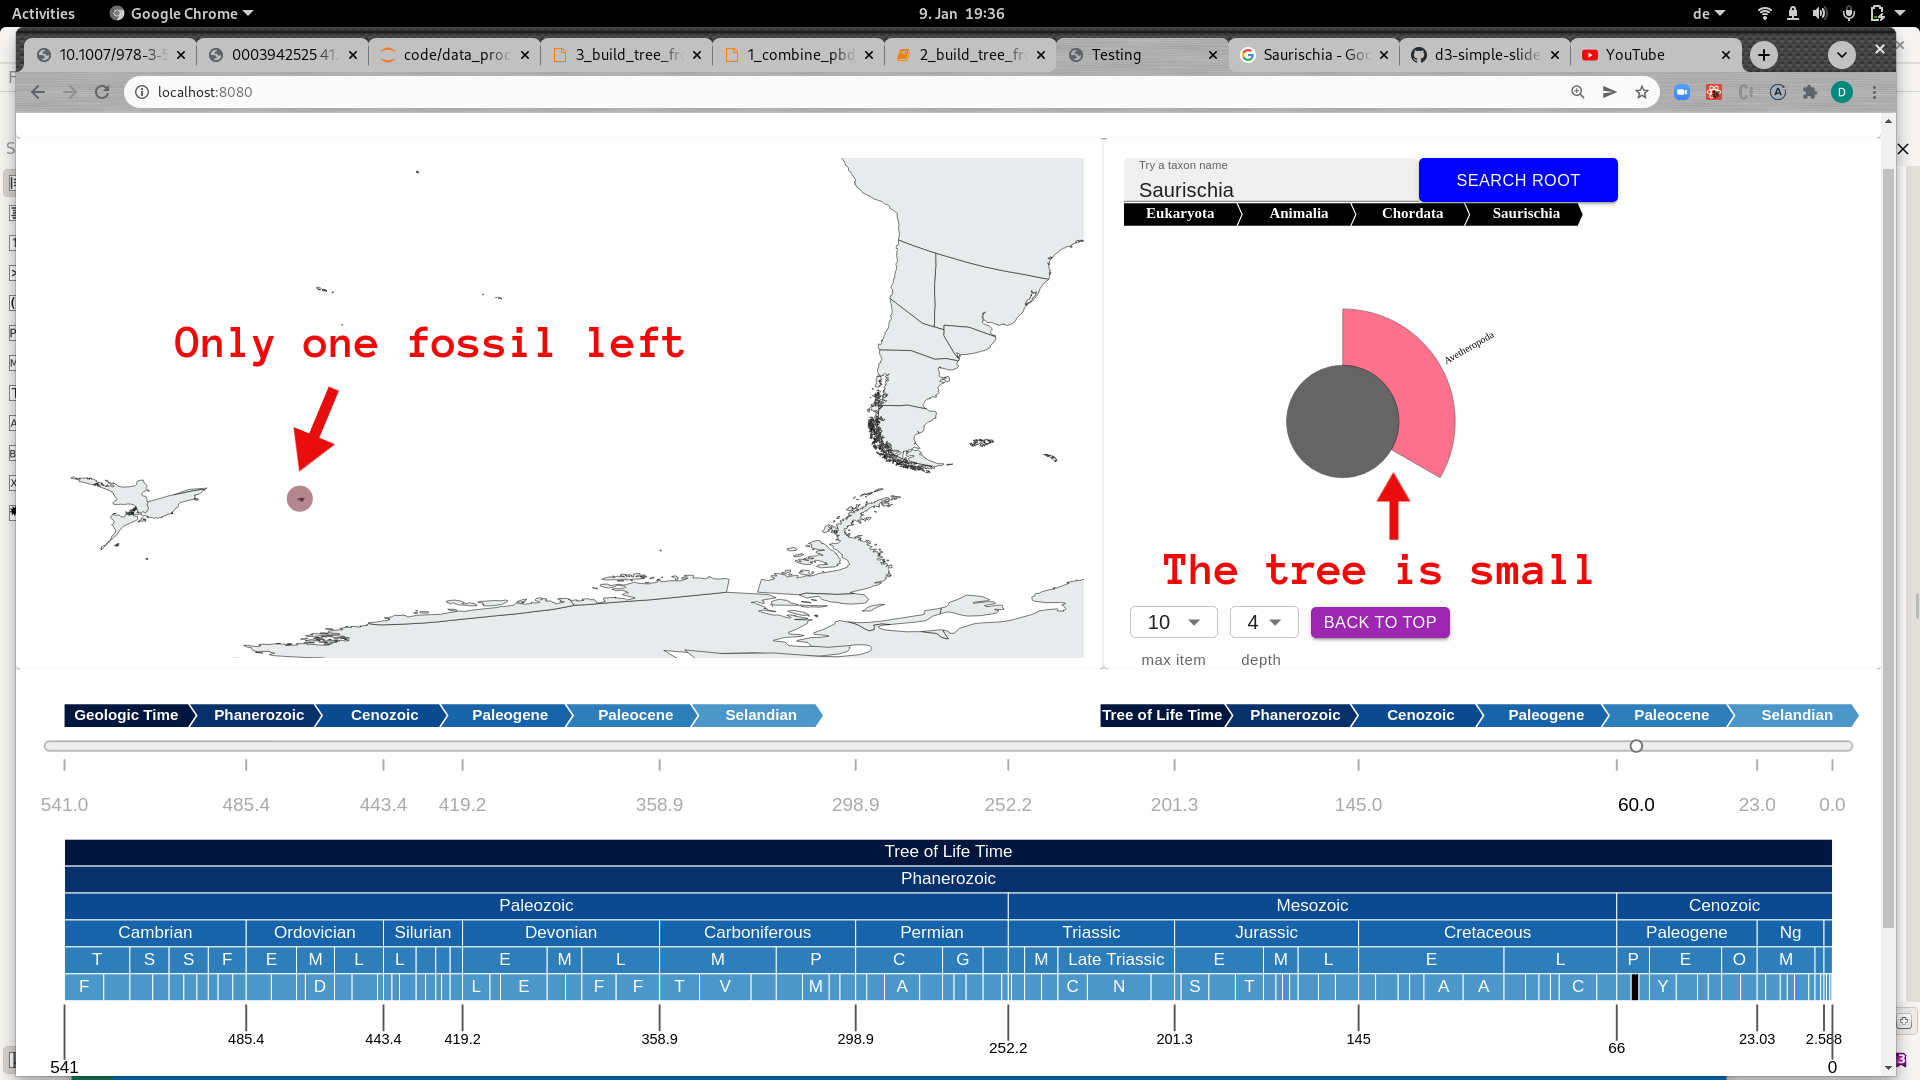 Activities
Google Chrome
9. Jan 19:36
de
10.1007/978-3-5
0003942525 41.
code/data_proc
3_build_tree_fro
1_combine_pbd
2_build_tree_fro
Testing
Saurischia - Goo
d3-simple-slide
YouTube
localhost:8080
D
Try a taxon name
Saurischia
SEARCH ROOT
Eukaryota
Animalia
Chordata
Saurischia
Avetheropoda
Only one fossil left
The tree is small
10
4
BACK TO TOP
max item
depth
Geologic Time
Phanerozoic
Cenozoic
Paleogene
Paleocene
Selandian
Tree of Life Time
Phanerozoic
Cenozoic
Paleogene
Paleocene
Selandian
541.0 485.4 443.4 419.2 358.9 298.9 252.2 201.3 145.0 60.0 23.0 0.0
Tree of Life Time
Phanerozoic
Paleozoic Mesozoic Cenozoic
Cambrian Ordovician Silurian Devonian Carboniferous Permian Triassic Jurassic Cretaceous Paleogene Ng
T S S F E M L L E M L M P C G M Late Triassic E M L E L P E O M
F D L E F F T V M A C N S T A A C Y
485.4 443.4 419.2 358.9 298.9 252.2 201.3 145 66 23.03 2.588
541 0